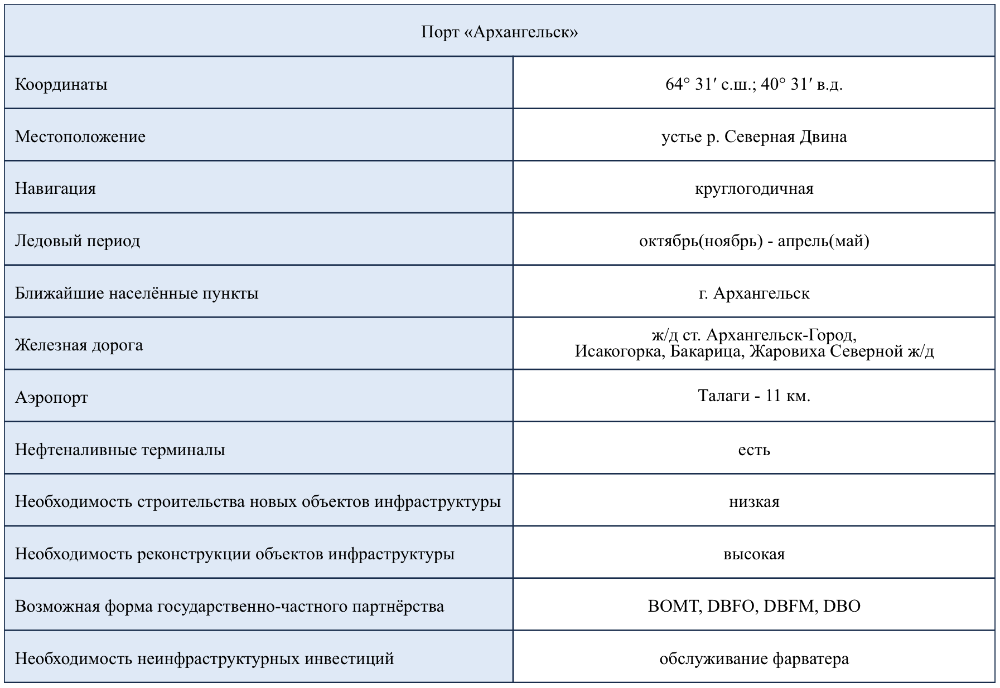 Порт «Архангельск»
Координаты
64° 31′ с.ш.; 40° 31′ в.д.
Местоположение
устье р. Северная Двина
Навигация
круглогодичная
Ледовый период
октябрь(ноябрь) - апрель(май)
Ближайшие населённые пункты
г. Архангельск
Железная дорога
ж/д ст. Архангельск-Город,
Исакогорка, Бакарица, Жаровиха Северной ж/д
Аэропорт
Талаги - 11 км.
Нефтеналивные терминалы
есть
Необходимость строительства новых объектов инфраструктуры
низкая
Необходимость реконструкции объектов инфраструктуры
высокая
Возможная форма государственно-частного партнёрства
BOMT, DBFO, DBFM, DBO
Необходимость неинфраструктурных инвестиций
обслуживание фарватера